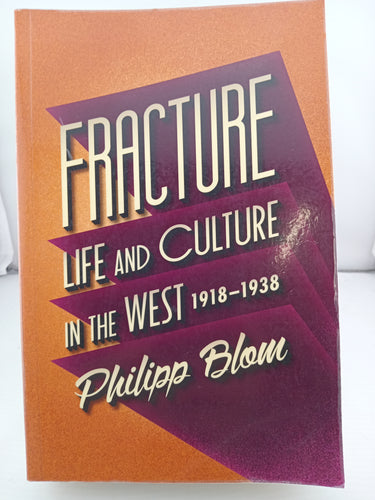 FRACTURE
LIFE AND CULTURE
IN THE WEST 1918–1938
Philipp Blom